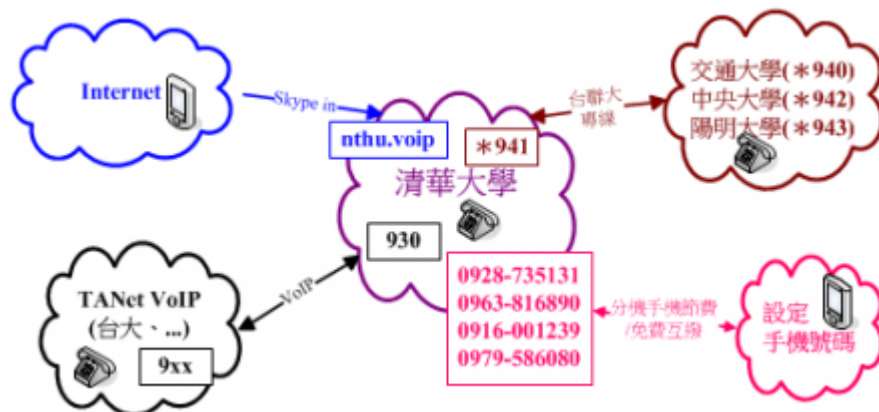 Internet
Skype in
nthu.voip
*941
清華大學
930
台聯大
專線
交通大學(*940)
中央大學(*942)
陽明大學(*943)
TANet VoIP
(台大、...)
9xx
VoIP
0928-735131
0963-816890
0916-001239
0979-586080
分機手機節費
/免費互撥
設定
手機號碼